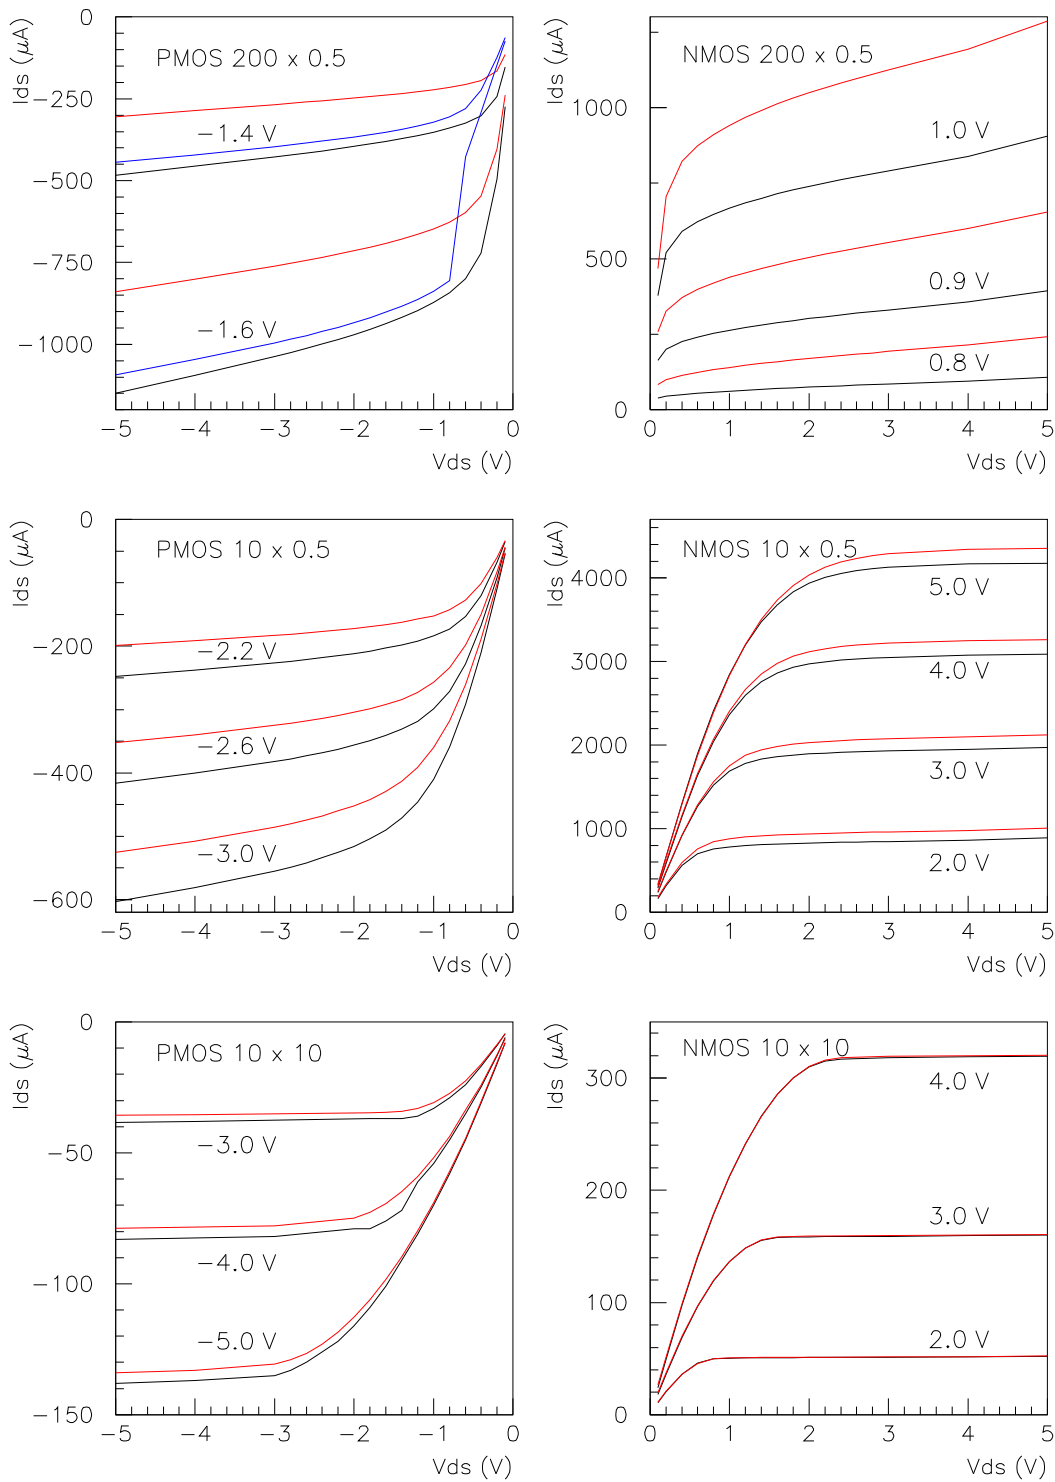 Ids (μA)
0
−250
−500
−750
−1000
PMOS 200 x 0.5
−1.4 V
−1.6 V
−5 −4 −3 −2 −1 0
Vds (V)
Ids (μA)
1000
500
0
NMOS 200 x 0.5
1.0 V
0.9 V
0.8 V
0 1 2 3 4 5
Vds (V)
Ids (μA)
0
−200
−400
−600
PMOS 10 x 0.5
−2.2 V
−2.6 V
−3.0 V
−5 −4 −3 −2 −1 0
Vds (V)
Ids (μA)
4000
3000
2000
1000
0
NMOS 10 x 0.5
5.0 V
4.0 V
3.0 V
2.0 V
0 1 2 3 4 5
Vds (V)
Ids (μA)
0
−50
−100
−150
PMOS 10 x 10
−3.0 V
−4.0 V
−5.0 V
−5 −4 −3 −2 −1 0
Vds (V)
Ids (μA)
300
200
100
0
NMOS 10 x 10
4.0 V
3.0 V
2.0 V
0 1 2 3 4 5
Vds (V)